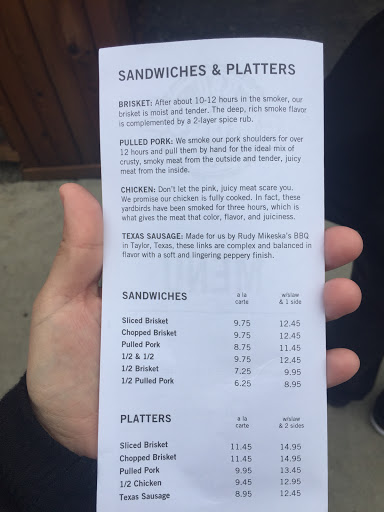 SANDWICHES & PLATTERS
BRISKET: After about 10-12 hours in the smoker, our
brisket is moist and tender. The deep, rich smoke flavor
is complemented by a 2-layer spice rub.
PULLED PORK: We smoke our pork shoulders for over
12 hours and pull them by hand for the ideal mix of
crusty, smoky meat from the outside and tender, juicy
meat from the inside.
CHICKEN: Don't let the pink, juicy meat scare you.
We promise our chicken is fully cooked. In fact, these
yardbirds have been smoked for three hours, which is
what gives the meat that color, flavor, and juiciness.
TEXAS SAUSAGE: Made for us by Rudy Mikeska's BBQ
in Taylor, Texas, these links are complex and balanced in
flavor with a soft and lingering peppery finish.
SANDWICHES a la carte w/slaw & 1 side
Sliced Brisket 9.75 12.45
Chopped Brisket 9.75 12.45
Pulled Pork 8.75 11.45
1/2 & 1/2 9.75 12.45
1/2 Brisket 7.25 9.95
1/2 Pulled Pork 6.25 8.95
PLATTERS a la carte w/slaw & 2 sides
Sliced Brisket 11.45 14.95
Chopped Brisket 11.45 14.95
Pulled Pork 9.95 13.45
1/2 Chicken 9.45 12.95
Texas Sausage 8.95 12.45